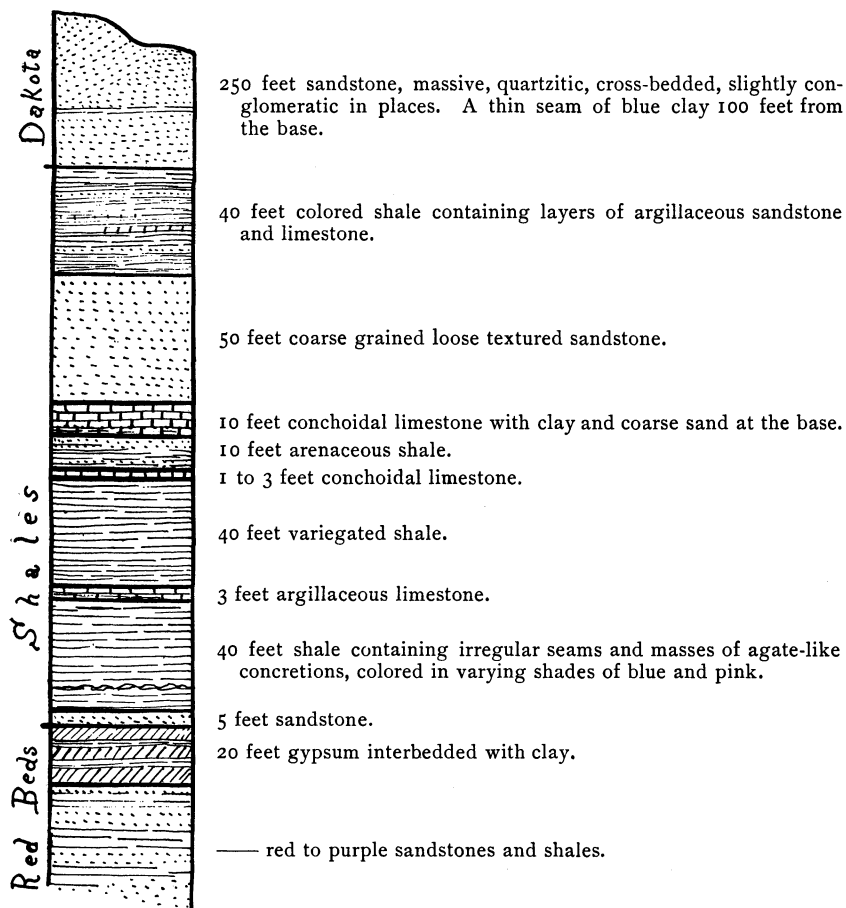 Dakota
250 feet sandstone, massive, quartzitic, cross-bedded, slightly con-
glomeratic in places. A thin seam of blue clay 100 feet from
the base.
40 feet colored shale containing layers of argillaceous sandstone
and limestone.
50 feet coarse grained loose textured sandstone.
10 feet conchoidal limestone with clay and coarse sand at the base.
10 feet arenaceous shale.
1 to 3 feet conchoidal limestone.
Shales
40 feet variegated shale.
3 feet argillaceous limestone.
40 feet shale containing irregular seams and masses of agate-like
concretions, colored in varying shades of blue and pink.
5 feet sandstone.
Red Beds
20 feet gypsum interbedded with clay.
—— red to purple sandstones and shales.